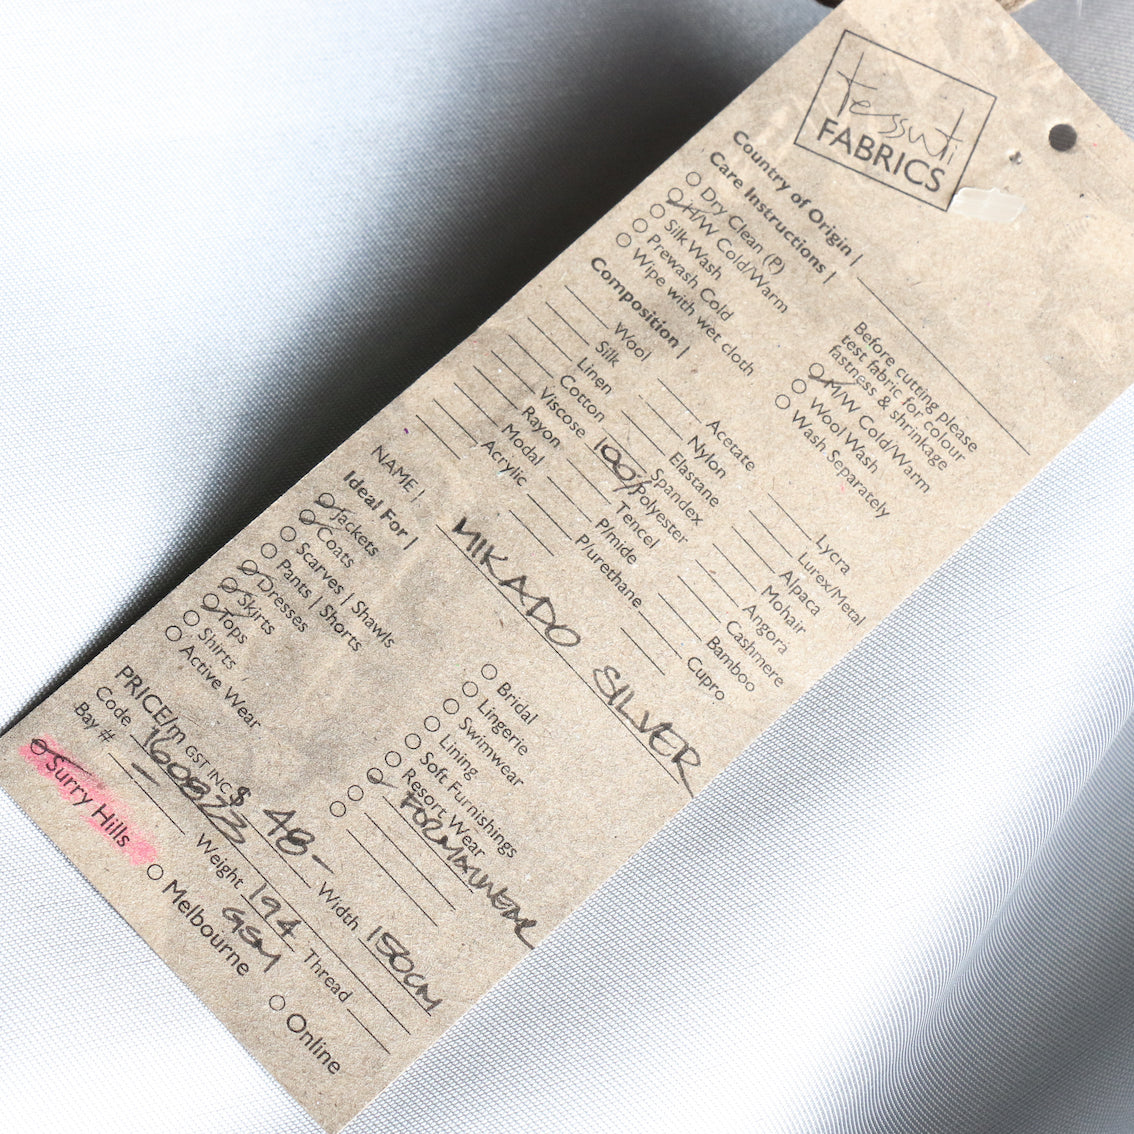 tessuti
FABRICS
Country of Origin |
Care Instructions |
Dry Clean (P)
H/W Cold/Warm
Silk Wash
Prewash Cold
Wipe with wet cloth
Before cutting please
test fabric for colour
fastness & shrinkage
M/W Cold/Warm
Wool Wash
Wash Separately
Composition |
Wool
Silk
Linen
Cotton
Viscose
Rayon
Modal
Acrylic
Acetate
Nylon
Elastane
Spandex
100% Polyester
Tencel
P/mide
P/urethane
Lycra
Lurex/Metal
Alpaca
Mohair
Angora
Cashmere
Bamboo
Cupro
NAME | MIKADO SILVER
Ideal For |
Jackets
Coats
Scarves | Shawls
Pants | Shorts
Dresses
Skirts
Tops
Shirts
Active Wear
Bridal
Lingerie
Swimwear
Lining
Soft Furnishings
Resort Wear
FORMALWEAR
PRICE/m GST INC $ 48-
Width 150cm
Code 160823
Weight 194 GSM
Thread
Bay # -
Surry Hills
Melbourne
Online